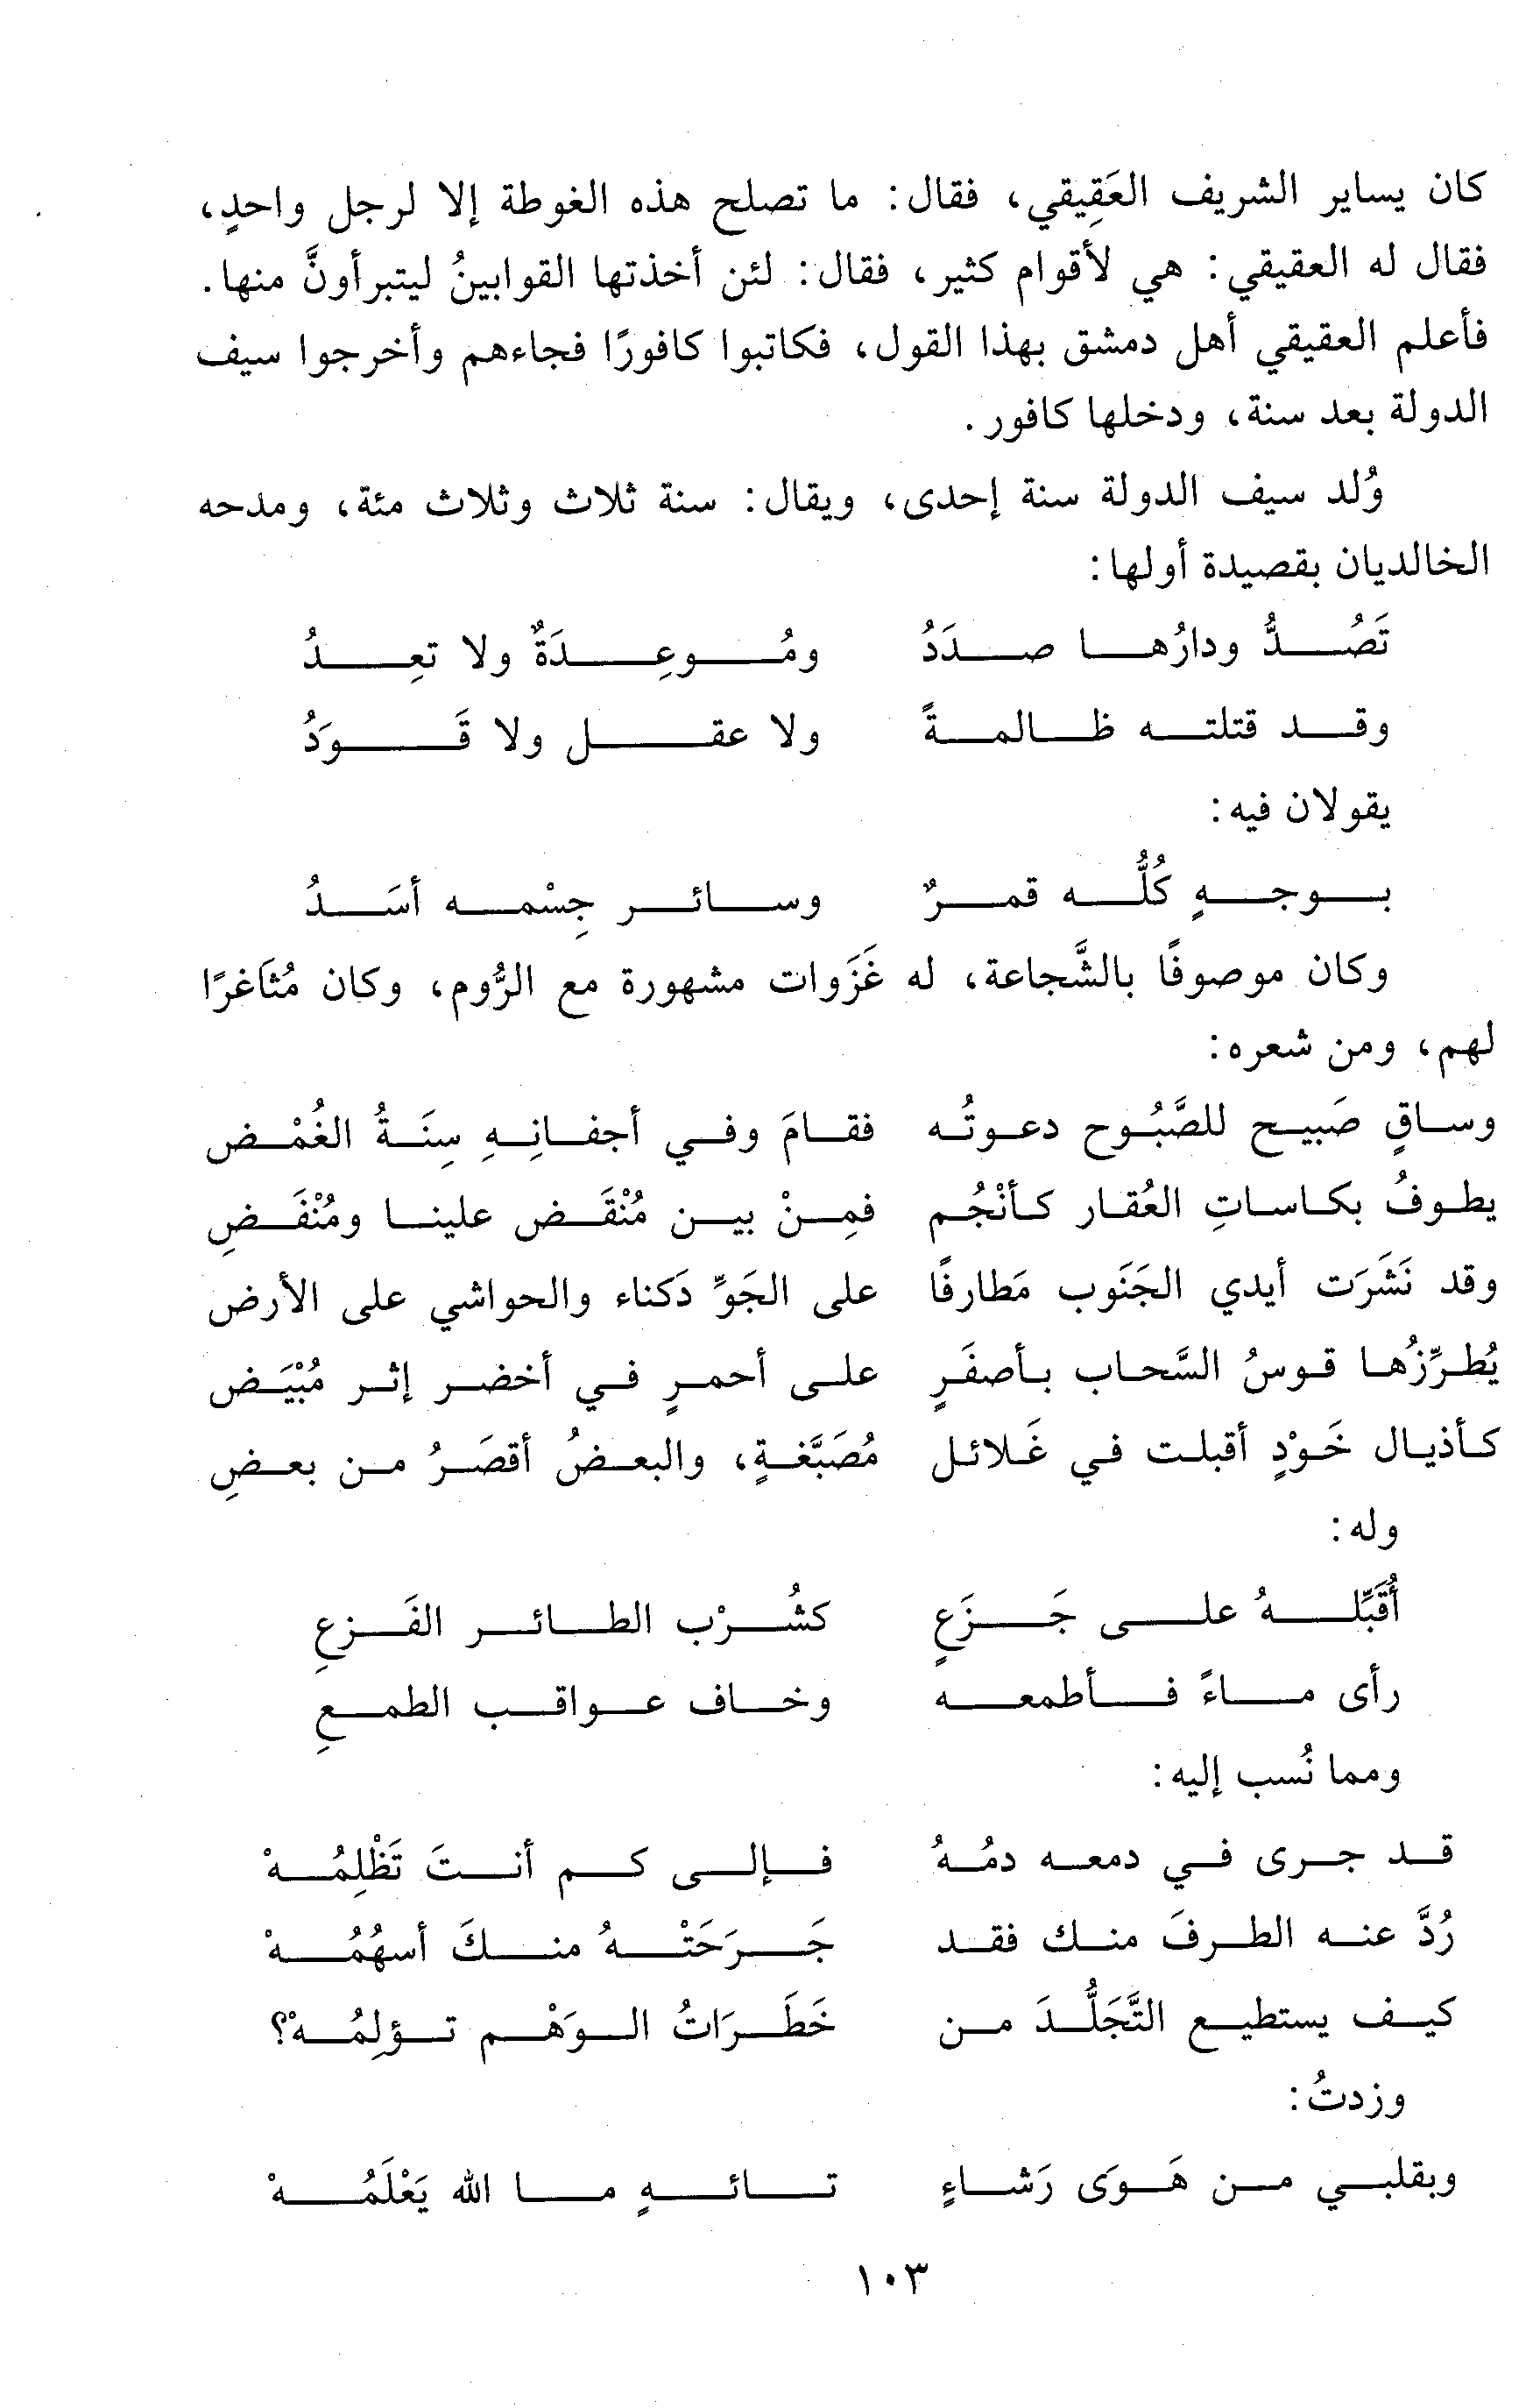 كان يساير الشريف العَقِيقي، فقال: ما تصلح هذه الغوطة إلا لرجل واحدٍ،
فقال له العقيقي: هي لأقوام كثير، فقال: لئن أخذتها القوابينُ ليتبرأونَّ منها.
فأعلم العقيقي أهل دمشق بهذا القول، فكاتبوا كافورًا فجاءهم وأخرجوا سيف
الدولة بعد سنة، ودخلها كافور.
وُلد سيف الدولة سنة إحدى، ويقال: سنة ثلاث وثلاث مئة، ومدحه
الخالديان بقصيدة أولها:
تَصُدُّ ودارُها صدَدُ ومُوعِدَةٌ ولا تعِدُ
وقد قتلته ظالمةً ولا عقل ولا قَوَدُ
يقولان فيه:
بوجهٍ كُلُّه قمرٌ وسائر جِسْمه أسَدُ
وكان موصوفًا بالشَّجاعة، له غَزَوات مشهورة مع الرُّوم، وكان مُثَاغرًا
لهم، ومن شعره:
وساقٍ صَبيح للصَّبُوح دعوتُه فقامَ وفي أجفانِهِ سِنَةُ الغُمْضِ
يطوفُ بكاساتِ العُقار كأنْجُم فمِنْ بين مُنْقَض علينا ومُنْفَضِ
وقد نَشَرَت أيدي الجَنَوب مَطارفًا على الجَوِّ دَكناء والحواشي على الأرض
يُطرِّزُها قوسُ السَّحاب بأصفَرٍ على أحمرٍ في أخضر إثر مُبْيَض
كأذيال خَوْدٍ أقبلت في غَلائل مُصَبَّغةٍ، والبعضُ أقصَرُ من بعضِ
وله:
أُقَبِّلهُ على جَزَعٍ كشُرْب الطائر الفَزعِ
رأى ماءً فأطمعه وخاف عواقب الطمعِ
ومما نُسب إليه:
قد جرى في دمعه دمُهُ فإلى كم أنتَ تَظْلِمُهْ
رُدَّ عنه الطرفَ منك فقد جَرَحَتْهُ منكَ أسهُمُهْ
كيف يستطيع التَّجَلُّدَ من خَطَرَاتُ الوَهْم تؤلِمُهْ؟
وزدتُ:
وبقلبي من هَوَى رَشاءٍ تائهٍ ما الله يَعْلَمُهْ
١٠٣